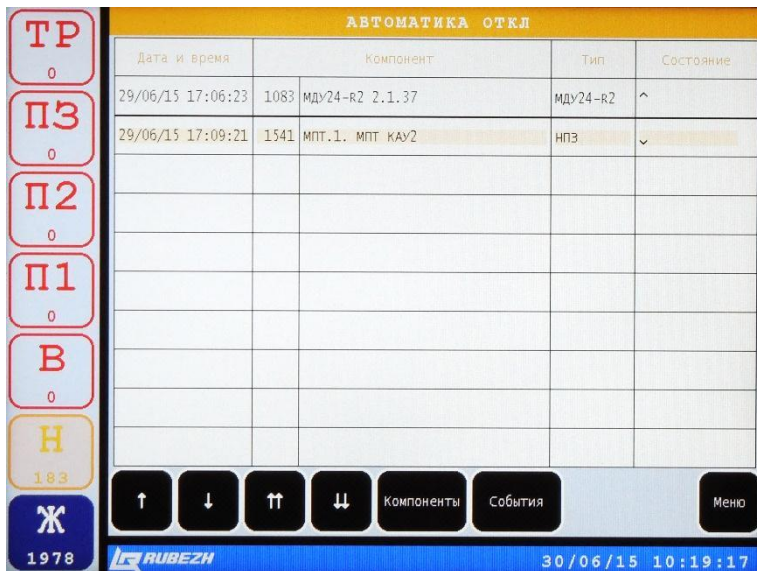 АВТОМАТИКА ОТКЛ
ТР
0
ПЗ
0
П2
0
П1
0
В
0
Н
183
Ж
1978
Дата и время Компонент Тип Состояние
29/06/15 17:06:23 1083 МДУ24-R2 2.1.37 МДУ24-R2 ^
29/06/15 17:09:21 1541 МПТ.1. МПТ КАУ2 НПЗ ⌄
↑ ↓ ⇈ ⇊ Компоненты События Меню
RUBEZH 30/06/15 10:19:17